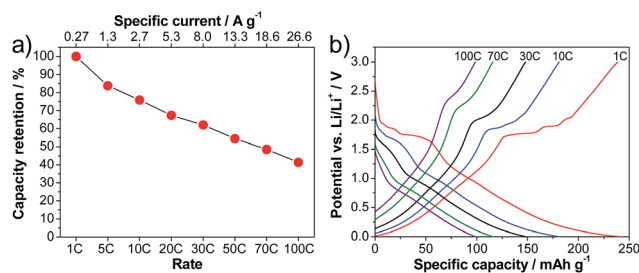 Specific current / A g⁻¹
a) 0.27 1.3 2.7 5.3 8.0 13.3 18.6 26.6
100
90
80
70
60
50
40
30
20
10
0
Capacity retention / %
1C 5C 10C 20C 30C 50C 70C 100C
Rate
b)
100C 70C 30C 10C 1C
3.0
2.5
2.0
1.5
1.0
0.5
0.0
Potential vs. Li/Li⁺ / V
0 50 100 150 200 250
Specific capacity / mAh g⁻¹